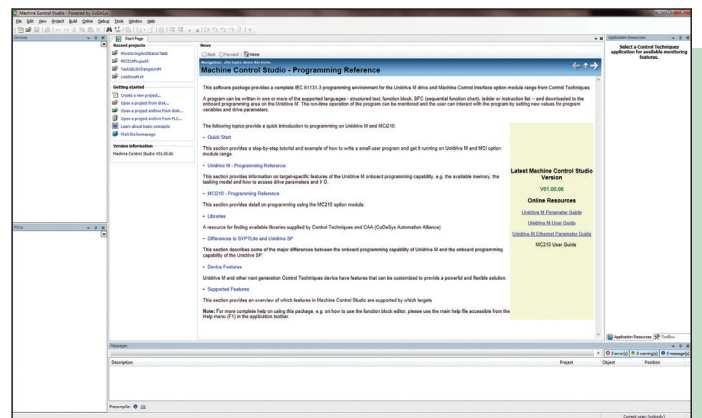 Machine Control Studio - Powered by CoDeSys
File Edit View Project Build Online Debug Tools Window Help
Devices
Start Page
Recent projects
MonitoringAndStatusTests
MCI210ProjectA
UnidriveM14
Getting started
Create a new project...
Open a project from disk...
Open a project archive from disk...
Open a project archive from PLC...
Learn about basic concepts
Visit the homepage
Version information
Machine Control Studio V01.00.06
News
Back Forward Home
Machine Control Studio - Programming Reference
This software package provides a complete IEC 61131-3 programming environment for the Unidrive M drive and Machine Control Interface option module range from Control Techniques.
A program can be written in one or more of the supported languages - structured text, function block, SFC (sequential function chart), ladder or instruction list -- and downloaded to the
onboard programming area on the Unidrive M. The run-time operation of the program can be monitored and the user can interact with the program by setting new values for program
variables and drive parameters.
The following topics provide a quick introduction to programming on Unidrive M and MCI210:
• Quick Start
This section provides a step-by-step tutorial and example of how to write a small user program and get it running on Unidrive M and MCI option
module range.
• Unidrive M - Programming Reference
This section provides information on target-specific features of the Unidrive M onboard programming capability, e.g. the available memory, the
tasking model and how to access drive parameters and I/O.
• MCI210 - Programming Reference
This section provides detail on programming using the MC210 option module.
• Libraries
A resource for finding available libraries supplied by Control Techniques and CAA (CoDeSys Automation Alliance)
• Differences to SYPTLite and Unidrive SP
This section describes some of the major differences between the onboard programming capability of Unidrive M and the onboard programming
capability of the Unidrive SP.
• Device Features
Unidrive M and other next generation Control Techniques devices have features that can be customized to provide a powerful and flexible solution.
• Supported Features
This section provides an overview of which features in Machine Control Studio are supported by which targets
Note: For more complete help on using this package, e.g. on how to use the function block editor, please use the main help file accessible from the
Help menu (F1) in the application toolbar.
Latest Machine Control Studio
Version
V01.00.06
Online Resources
Unidrive M Parameter Guide
Unidrive M User Guide
Unidrive M Ethernet Parameter Guide
MC210 User Guide
Application Resources
Select a Control Techniques
application for available monitoring
features.
Application Resources ToolBox
POUs
Messages
0 error(s) 0 warning(s) 0 message(s)
Description Project Object Position
Precompile: OK
Current user: (nobody)